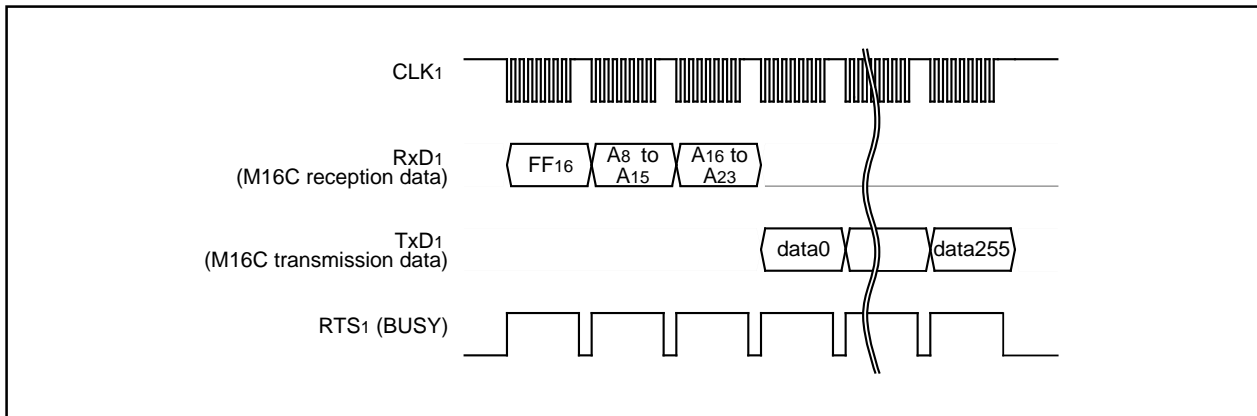 CLK1
RxD1
(M16C reception data)
FF16
A8 to
A15
A16 to
A23
TxD1
(M16C transmission data)
data0
data255
RTS1 (BUSY)